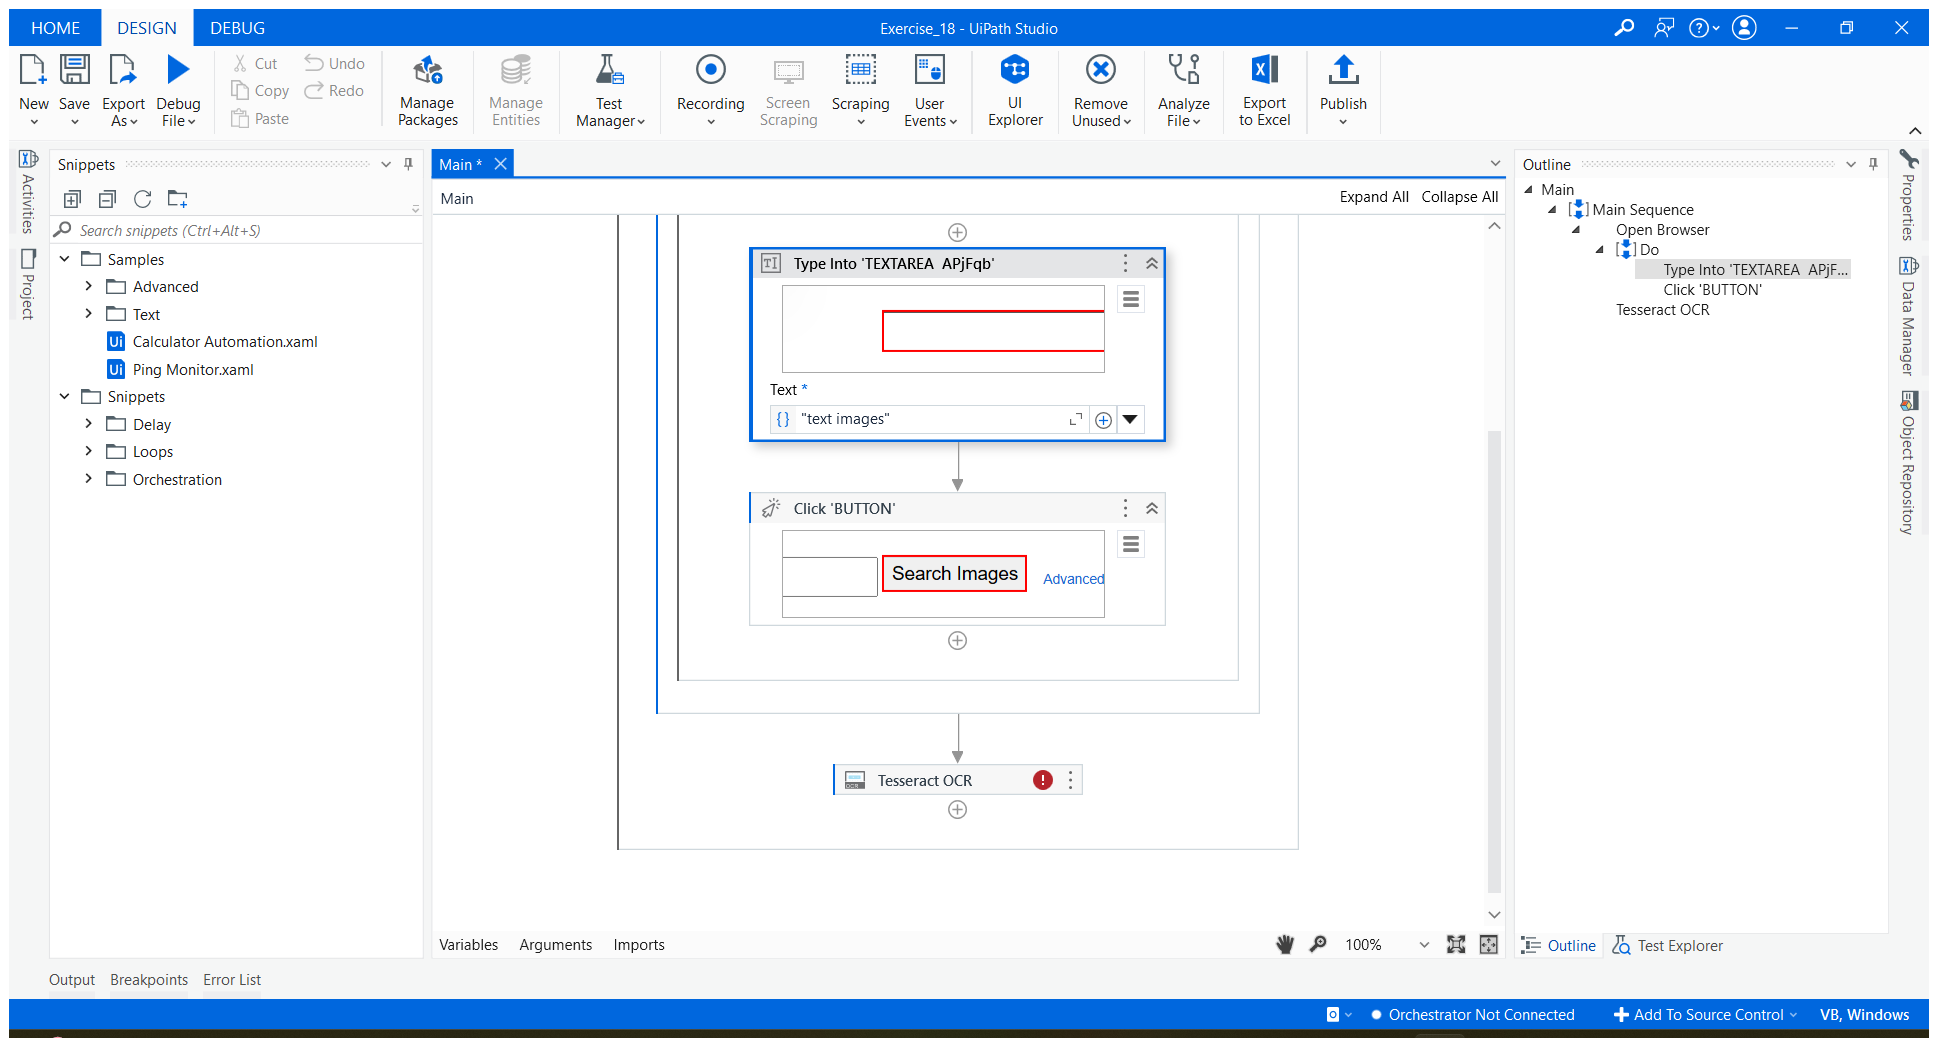 HOME DESIGN DEBUG
Exercise_18 - UiPath Studio
New
Save
Export As
Debug File
Cut
Copy
Paste
Undo
Redo
Manage Packages
Manage Entities
Test Manager
Recording
Screen Scraping
Scraping
User Events
UI Explorer
Remove Unused
Analyze File
Export to Excel
Publish
Activities
Project
Snippets
Search snippets (Ctrl+Alt+S)
Samples
Advanced
Text
Ui Calculator Automation.xaml
Ui Ping Monitor.xaml
Snippets
Delay
Loops
Orchestration
Main *
Main
Expand All Collapse All
Type Into 'TEXTAREA APjFqb'
Text *
{} "text images"
Click 'BUTTON'
Search Images
Advanced
Tesseract OCR
Variables Arguments Imports
100%
Outline
Main
Main Sequence
Open Browser
Do
Type Into 'TEXTAREA APjF...
Click 'BUTTON'
Tesseract OCR
Outline
Test Explorer
Properties
Data Manager
Object Repository
Output Breakpoints Error List
Orchestrator Not Connected
Add To Source Control
VB, Windows